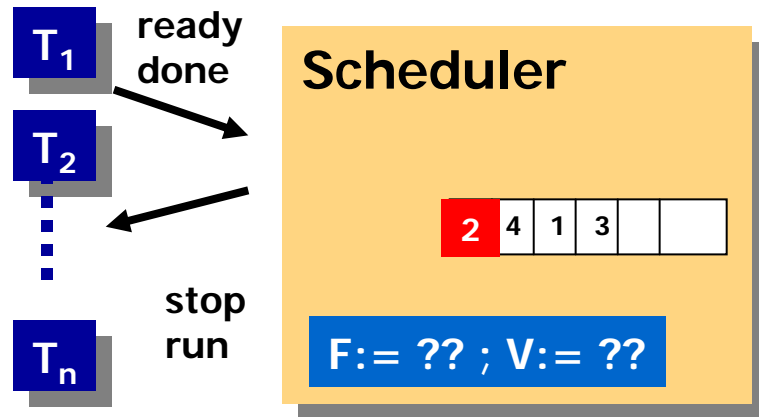 T1
ready
done
Scheduler
T2
2 4 1 3
stop
run
Tn
F:= ?? ; V:= ??